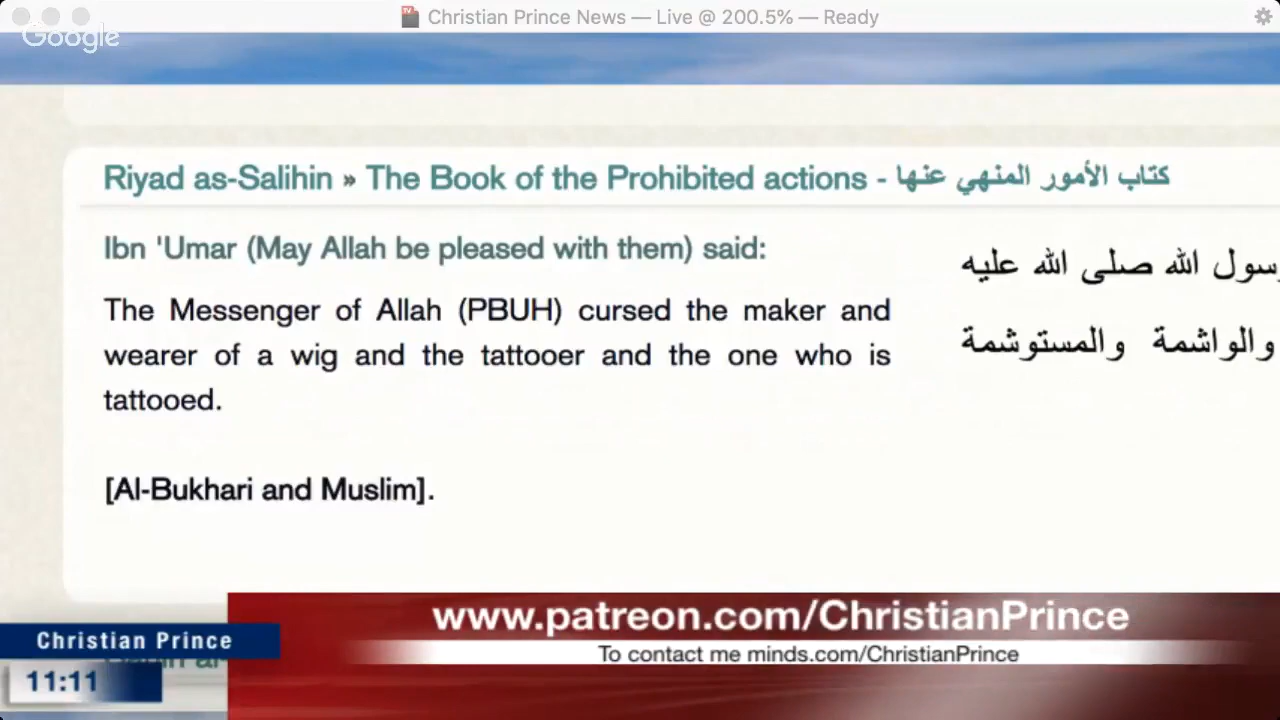 Christian Prince News — Live @ 200.5% — Ready
Google
Riyad as-Salihin » The Book of the Prohibited actions - كتاب الأمور المنهي عنها
Ibn 'Umar (May Allah be pleased with them) said:
The Messenger of Allah (PBUH) cursed the maker and
wearer of a wig and the tattooer and the one who is
tattooed.
[Al-Bukhari and Muslim].
رسول الله صلى الله عليه
والواشمة والمستوشمة
www.patreon.com/ChristianPrince
To contact me minds.com/ChristianPrince
Christian Prince
11:11